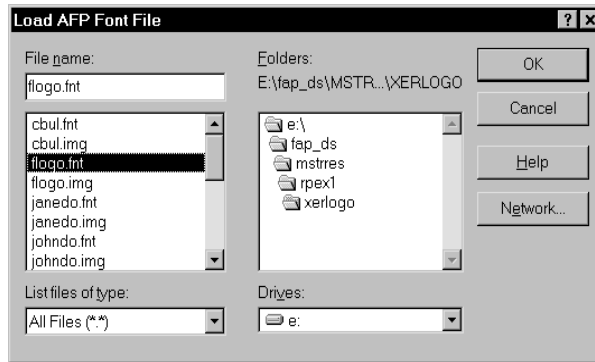 Load AFP Font File
File name:
flogo.fnt
cbul.fnt
cbul.img
flogo.fnt
flogo.img
janedo.fnt
janedo.img
johndo.fnt
johndo.img
List files of type:
All Files (*.*)
Folders:
E:\fap_ds\MSTR...\XERLOGO
e:\
fap_ds
mstrres
rpex1
xerlogo
Drives:
e:
OK
Cancel
Help
Network...